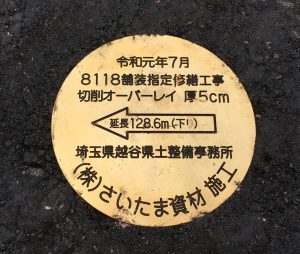 令和元年7月
8118舗装指定修繕工事
切削オーバーレイ 厚5cm
延長128.6m(下り)
埼玉県越谷県土整備事務所
(株)さいたま資材 施工